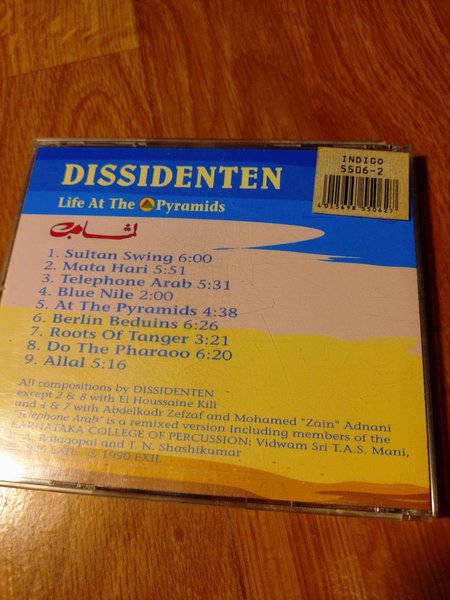 INDIGO
5506-2
4 015698 550627
DISSIDENTEN
Life At The Pyramids
1. Sultan Swing 6:00
2. Mata Hari 5:51
3. Telephone Arab 5:31
4. Blue Nile 2:00
5. At The Pyramids 4:38
6. Berlin Beduins 6:26
7. Roots Of Tanger 3:21
8. Do The Pharaoo 6:20
9. Allal 5:16
All compositions by DISSIDENTEN
except 2 & 8 with El Houssaine Kili
and 4 & 7 with Abdelkadr Zefzaf and Mohamed "Zain" Adnani
"Telephone Arab" is a remixed version including members of the
KARNATAKA COLLEGE OF PERCUSSION: Vidwam Sri T.A.S. Mani,
A. Ratagopal and T. N. Shashikumar
EXIL © 1990 EXIL